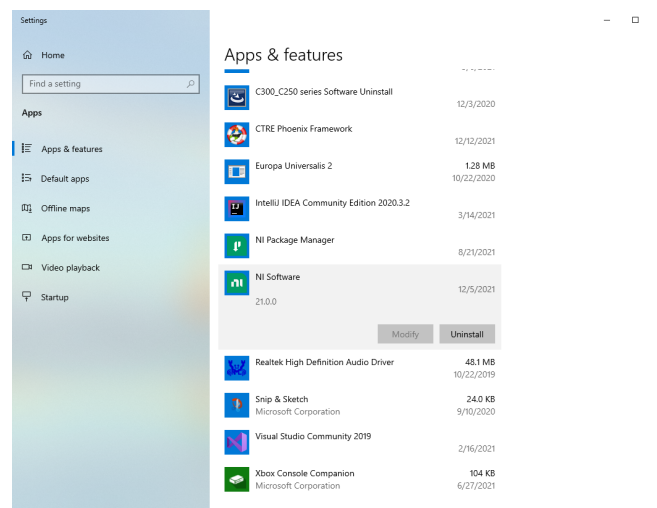 Settings
Home
Find a setting
Apps
Apps & features
Default apps
Offline maps
Apps for websites
Video playback
Startup
Apps & features
C300_C250 series Software Uninstall
12/3/2020
CTRE Phoenix Framework
12/12/2021
Europa Universalis 2 1.28 MB
10/22/2020
IntelliJ IDEA Community Edition 2020.3.2
3/14/2021
NI Package Manager
8/21/2021
NI Software
12/5/2021
21.0.0
Modify Uninstall
Realtek High Definition Audio Driver 48.1 MB
10/22/2019
Snip & Sketch 24.0 KB
Microsoft Corporation 9/10/2020
Visual Studio Community 2019
2/16/2021
Xbox Console Companion 104 KB
Microsoft Corporation 6/27/2021